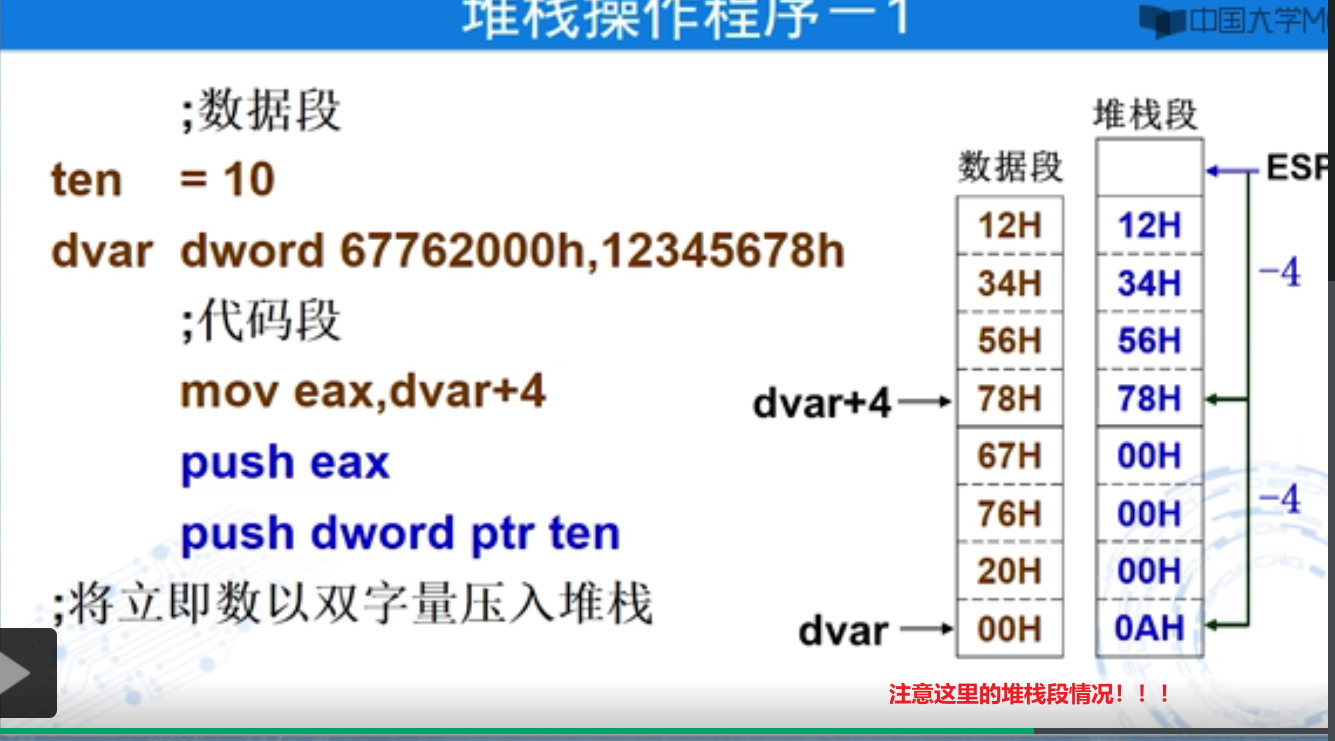 堆栈操作程序－1
中国大学M
;数据段
ten = 10
dvar dword 67762000h,12345678h
;代码段
mov eax,dvar+4
push eax
push dword ptr ten
;将立即数以双字量压入堆栈
数据段
12H
34H
56H
dvar+4 78H
67H
76H
20H
dvar 00H
堆栈段
ESP
12H
34H
56H
78H
00H
00H
00H
0AH
-4
-4
注意这里的堆栈段情况！！！